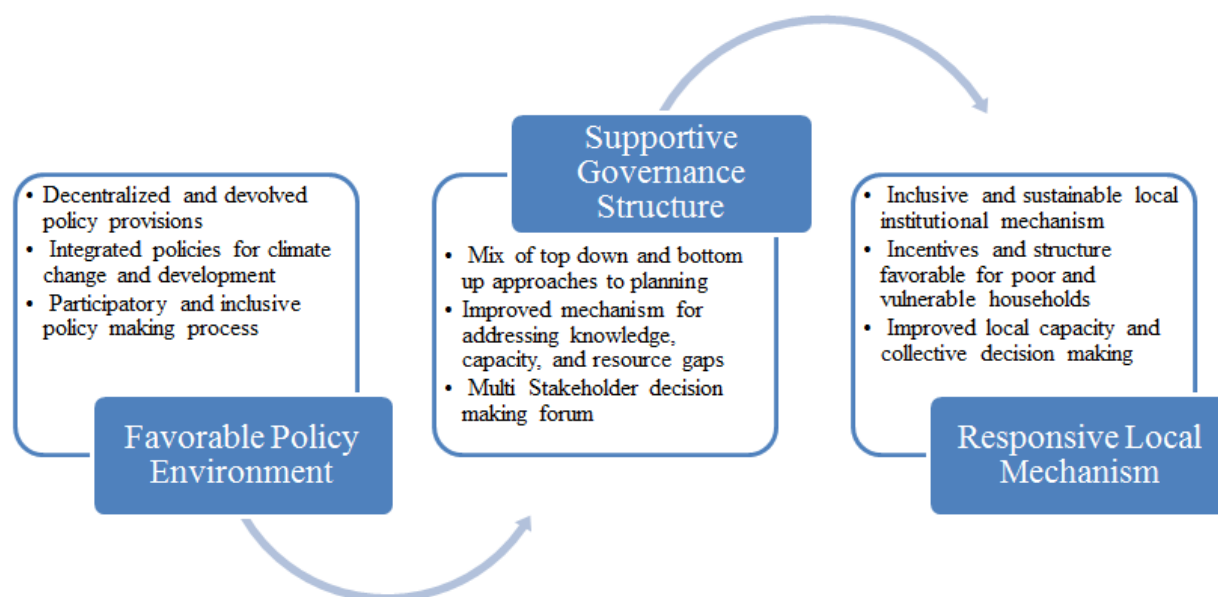 • Decentralized and devolved
policy provisions
• Integrated policies for climate
change and development
• Participatory and inclusive
policy making process
Favorable Policy
Environment
Supportive
Governance
Structure
• Mix of top down and bottom
up approaches to planning
• Improved mechanism for
addressing knowledge,
capacity, and resource gaps
• Multi Stakeholder decision
making forum
• Inclusive and sustainable local
institutional mechanism
• Incentives and structure
favorable for poor and
vulnerable households
• Improved local capacity and
collective decision making
Responsive Local
Mechanism